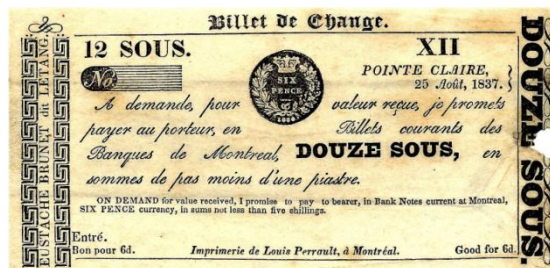 Billet de Change.
12 SOUS.
XII
No.
SIX
PENCE
POINTE CLAIRE,
25 Août, 1837.
A demande, pour valeur reçue, je promets
payer au porteur, en Billets courants des
Banques de Montreal, DOUZE SOUS, en
sommes de pas moins d'une piastre.
ON DEMAND for value received, I promise to pay to bearer, in Bank Notes current at Montreal,
SIX PENCE currency, in sums not less than five shillings.
Entré.
Bon pour 6d. Imprimerie de Louis Perrault, à Montréal. Good for 6d.
EUSTACHE BRUNET dit LETANG.
DOUZE SOUS.